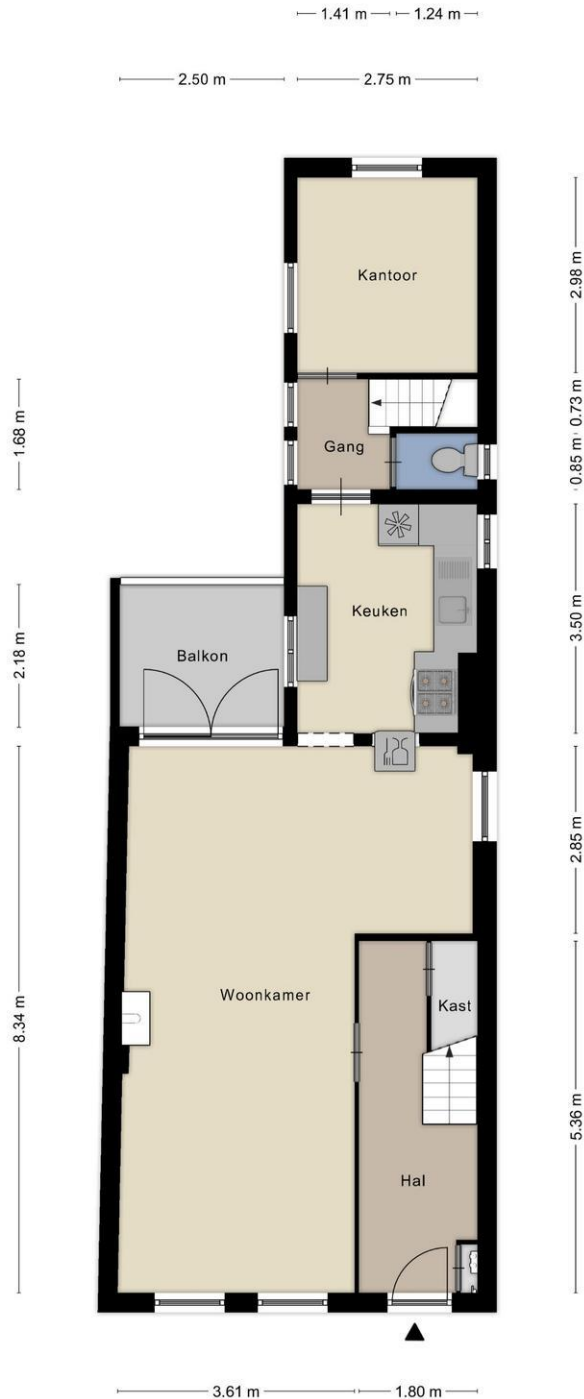 1.41 m 1.24 m
2.50 m 2.75 m
Kantoor
2.98 m
Gang
1.68 m
0.73 m
0.85 m
Keuken
3.50 m
Balkon
2.18 m
2.85 m
Woonkamer
Kast
8.34 m
5.36 m
Hal
3.61 m 1.80 m